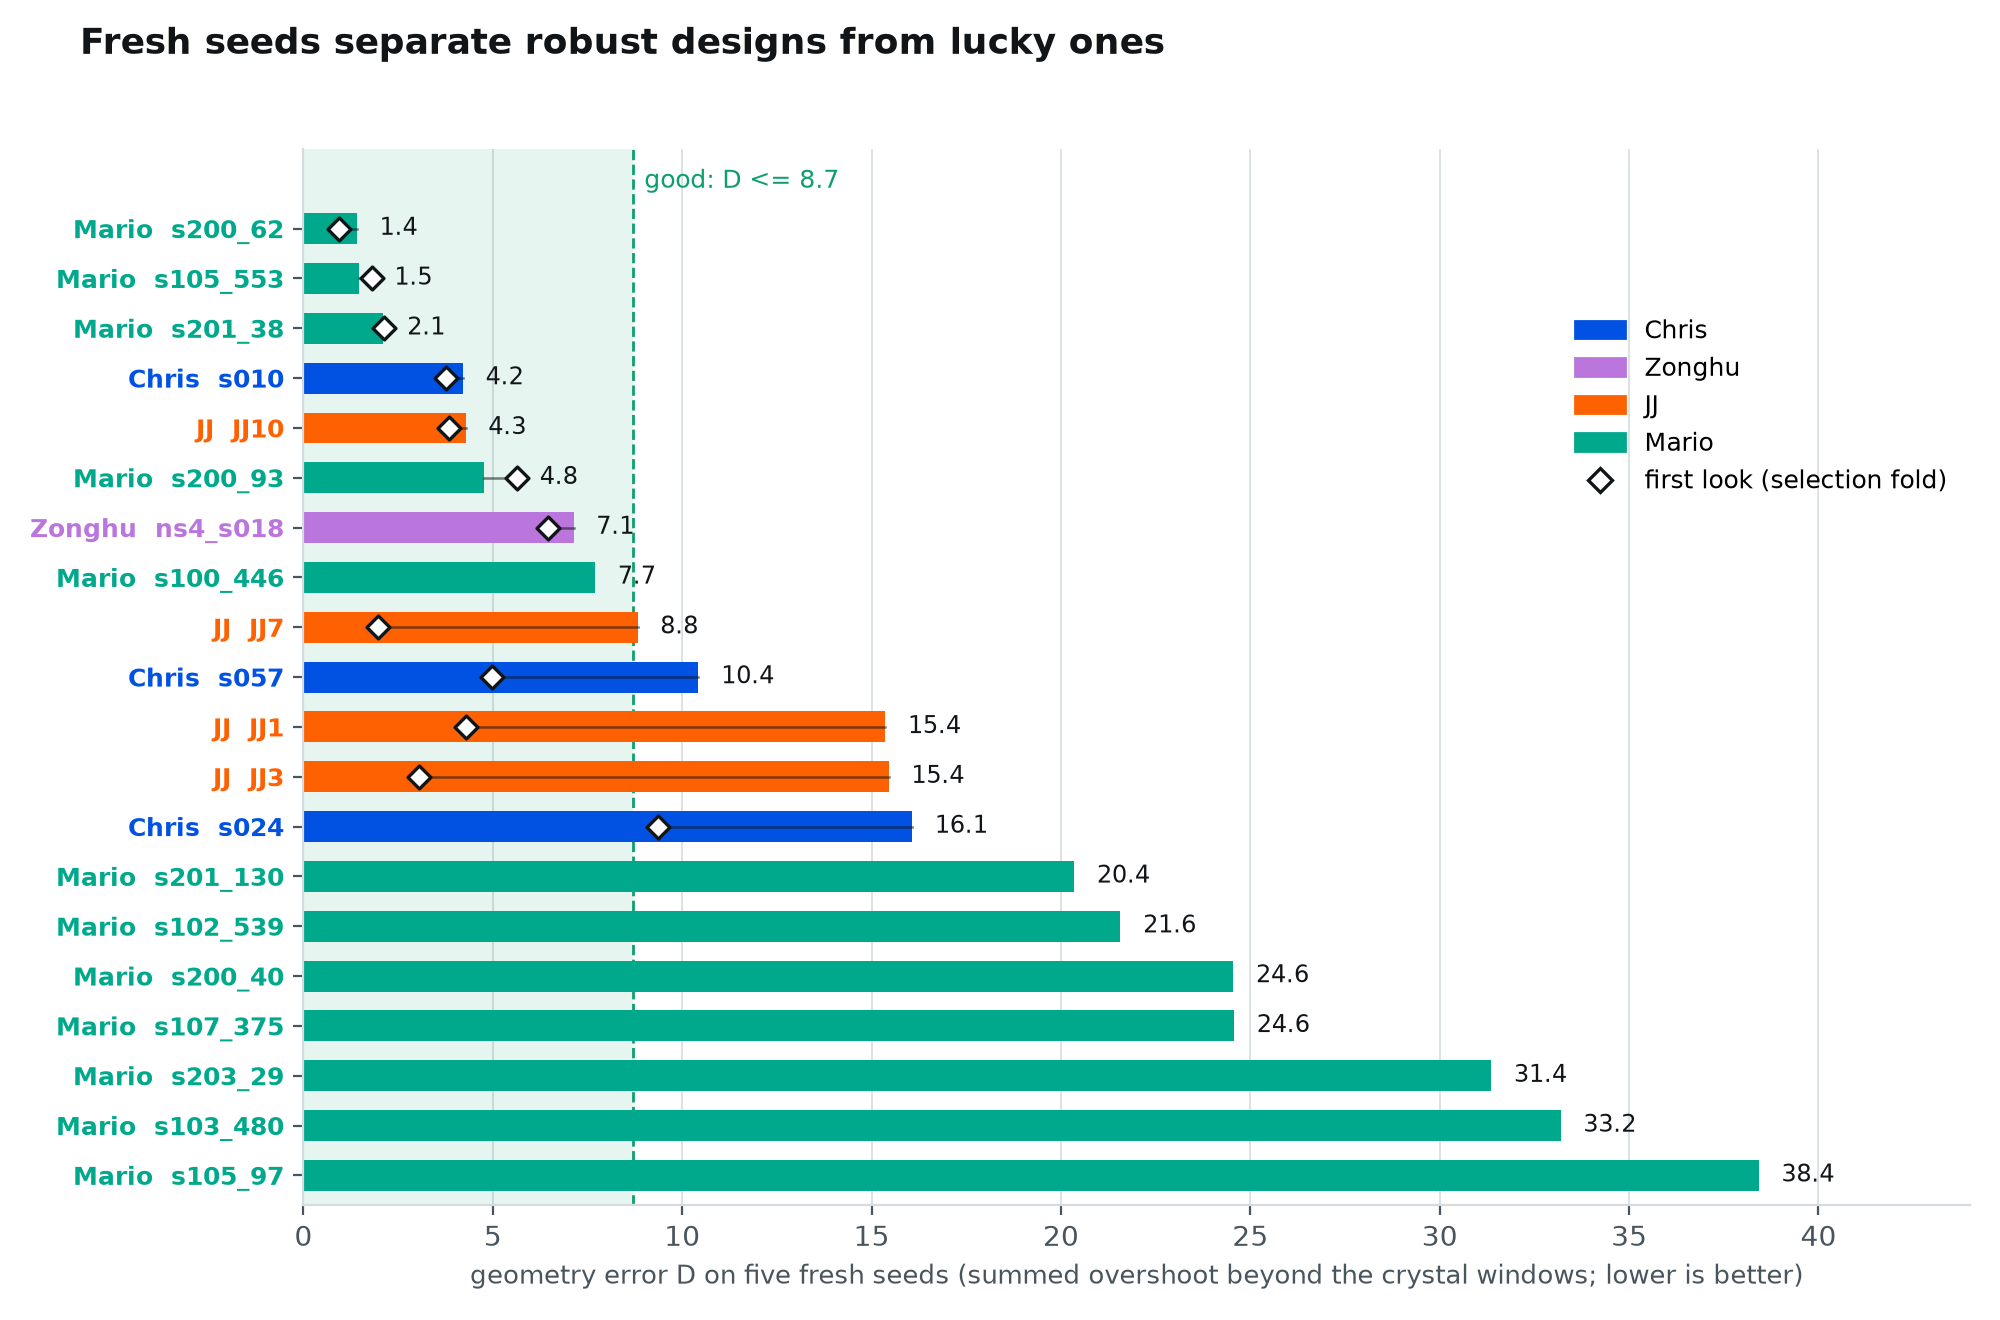 Fresh seeds separate robust designs from lucky ones
good: D <= 8.7
Mario s200_62 1.4
Mario s105_553 1.5
Mario s201_38 2.1
Chris s010 4.2
JJ JJ10 4.3
Mario s200_93 4.8
Zonghu ns4_s018 7.1
Mario s100_446 7.7
JJ JJ7 8.8
Chris s057 10.4
JJ JJ1 15.4
JJ JJ3 15.4
Chris s024 16.1
Mario s201_130 20.4
Mario s102_539 21.6
Mario s200_40 24.6
Mario s107_375 24.6
Mario s203_29 31.4
Mario s103_480 33.2
Mario s105_97 38.4
Chris
Zonghu
JJ
Mario
first look (selection fold)
0 5 10 15 20 25 30 35 40
geometry error D on five fresh seeds (summed overshoot beyond the crystal windows; lower is better)